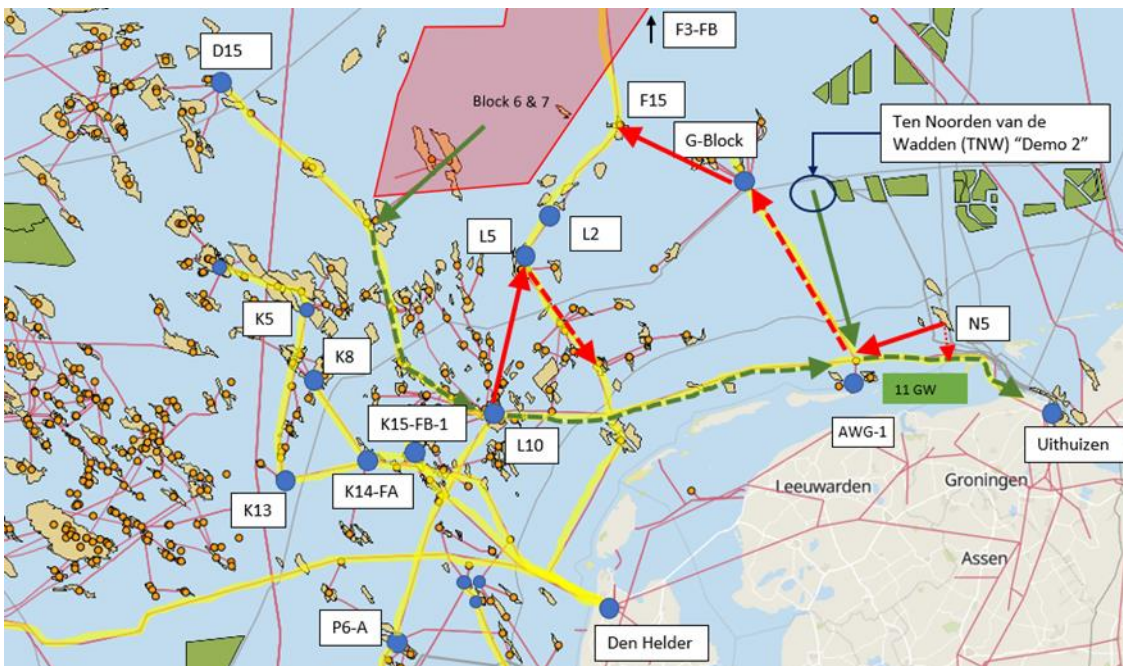 F3-FB
D15
Block 6 & 7
F15
G-Block
Ten Noorden van de
Wadden (TNW) “Demo 2”
L5
L2
K5
N5
K8
11 GW
K15-FB-1
L10
AWG-1
Uithuizen
K14-FA
Leeuwarden
Groningen
K13
Assen
P6-A
Den Helder